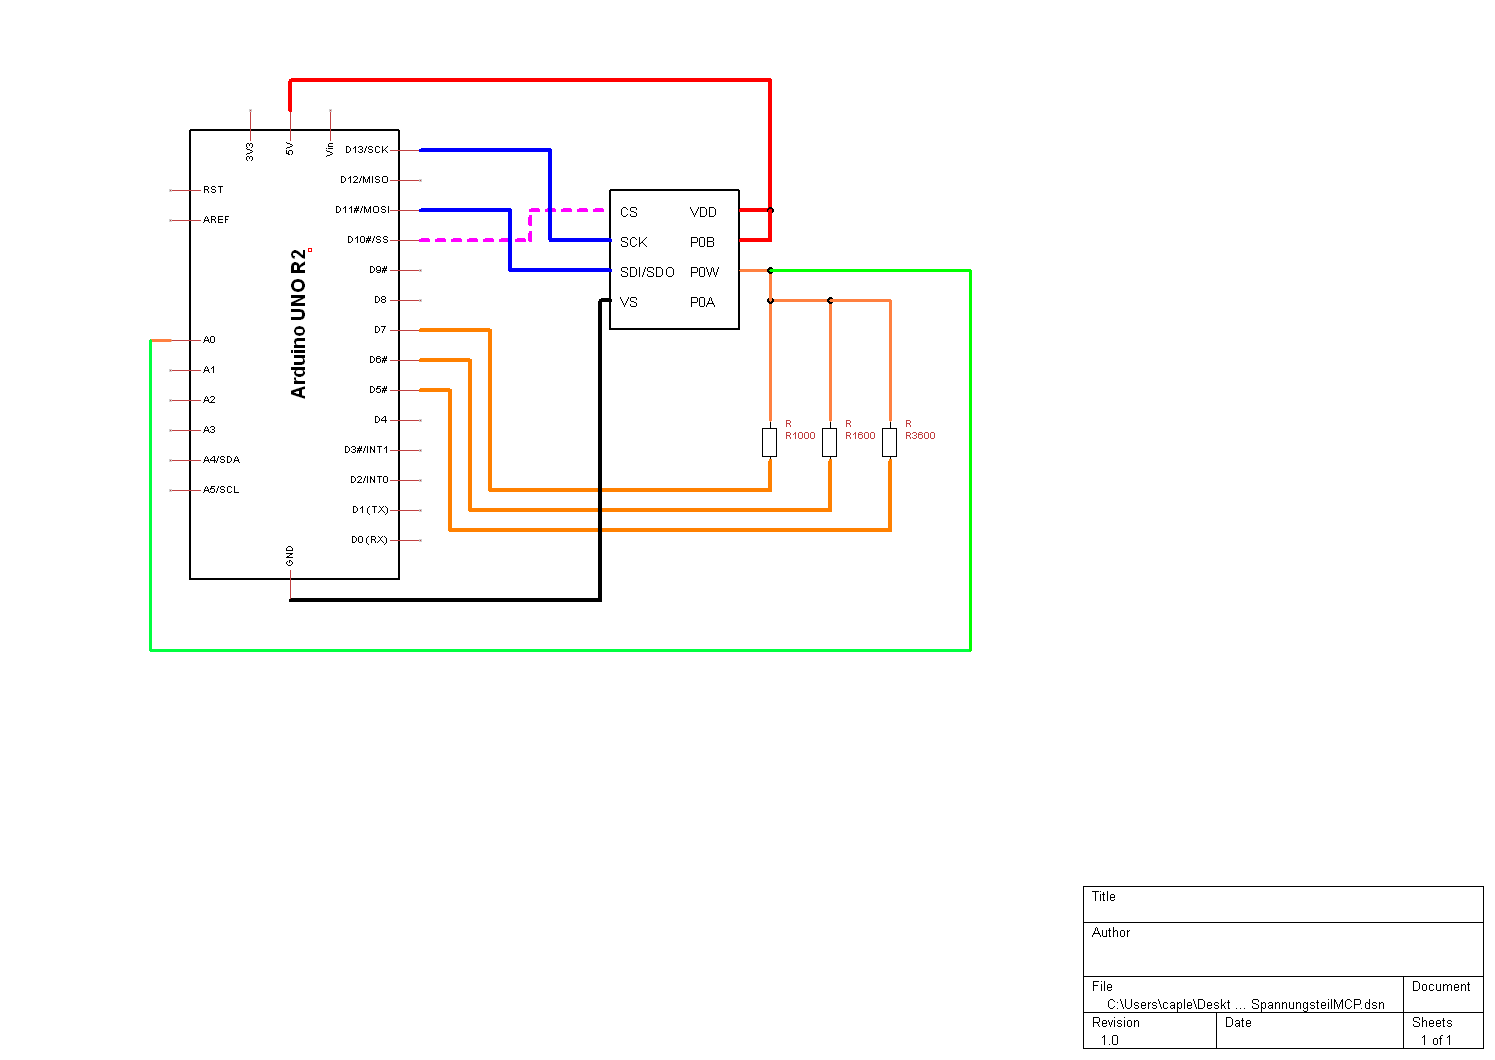 3V3
5V
Vin
RST
AREF
A0
A1
A2
A3
A4/SDA
A5/SCL
GND
Arduino UNO R2
D13/SCK
D12/MISO
D11#/MOSI
D10#/SS
D9#
D8
D7
D6#
D5#
D4
D3#/INT1
D2/INT0
D1(TX)
D0(RX)
CS VDD
SCK P0B
SDI/SDO P0W
VS P0A
R
R1000
R
R1600
R
R3600
Title
Author
File Document
C:\Users\caple\Deskt ... SpannungsteilMCP.dsn
Revision Date Sheets
1.0 1 of 1